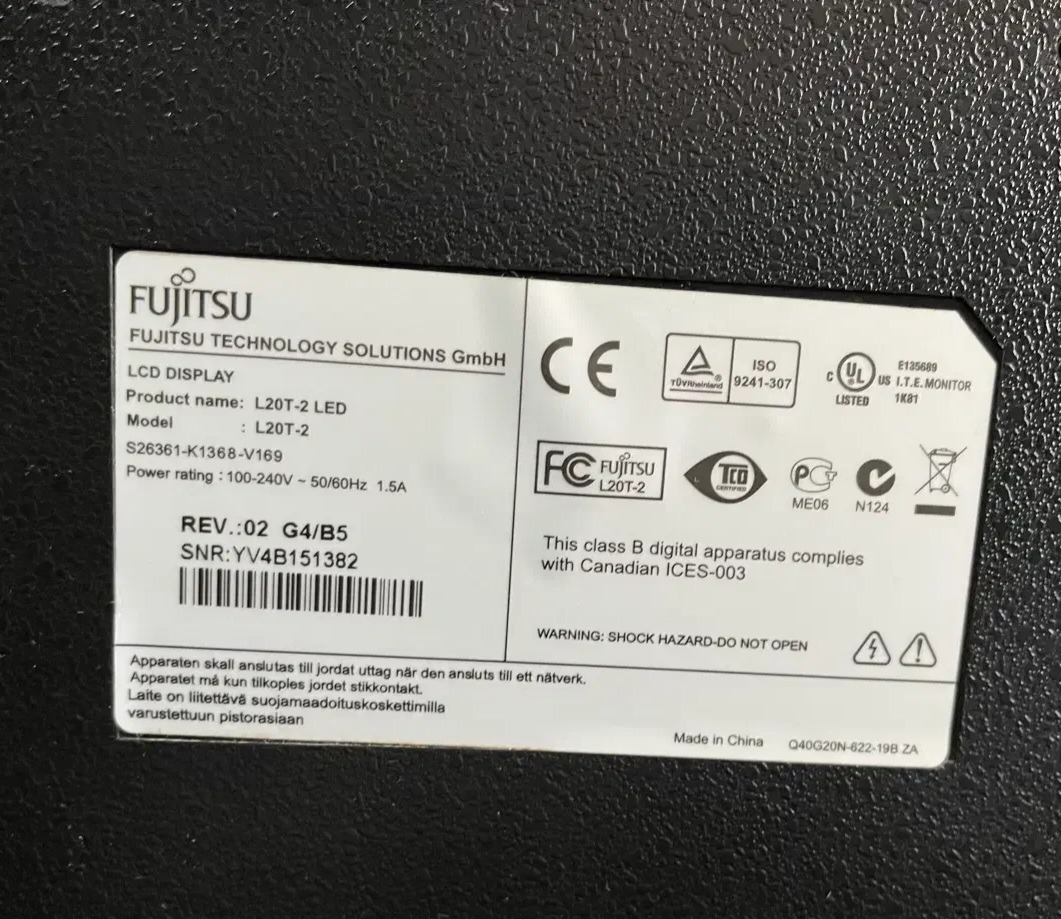 FUJITSU
FUJITSU TECHNOLOGY SOLUTIONS GmbH
LCD DISPLAY
Product name: L20T-2 LED
Model : L20T-2
S26361-K1368-V169
Power rating : 100-240V ~ 50/60Hz 1.5A
REV.:02 G4/B5
SNR:YV4B151382
CE
TÜVRheinland ®
ISO
9241-307
C UL US
LISTED
E135689
I.T.E. MONITOR
1K81
FC FUJITSU
L20T-2
TCO
CERTIFIED
PG
ME06
N124
This class B digital apparatus complies
with Canadian ICES-003
WARNING: SHOCK HAZARD-DO NOT OPEN
Apparaten skall anslutas till jordat uttag när den ansluts till ett nätverk.
Apparatet må kun tilkoples jordet stikkontakt.
Laite on liitettävä suojamaadoituskoskettimilla
varustettuun pistorasiaan
Made in China Q40G20N-622-19B ZA